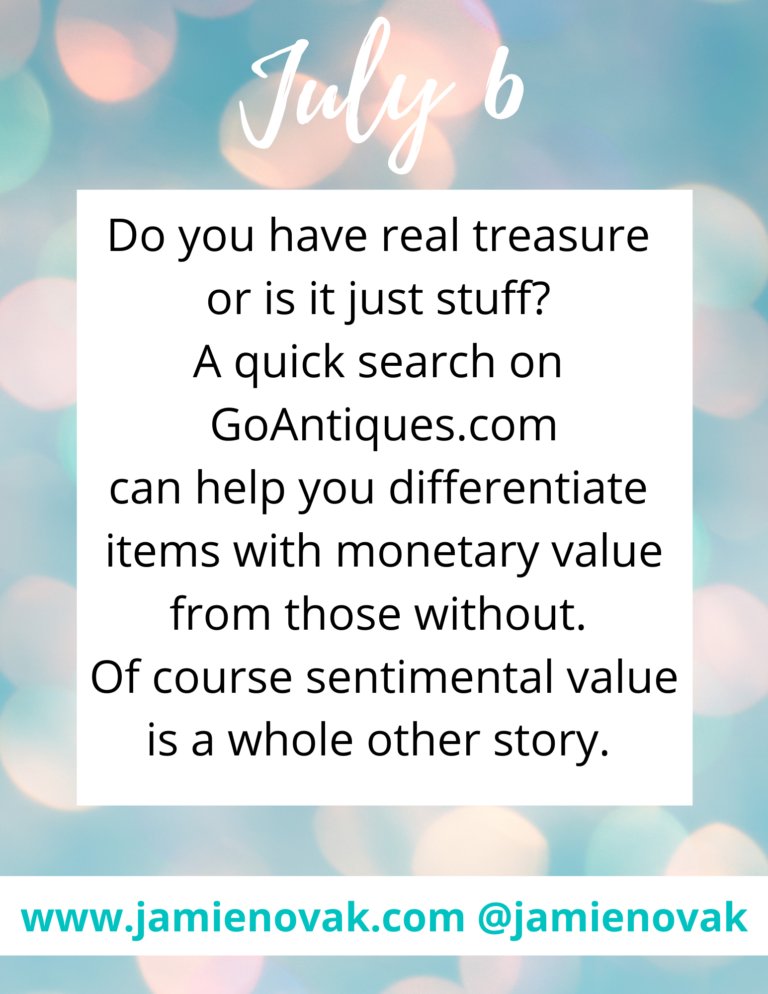 July 6
Do you have real treasure
or is it just stuff?
A quick search on
GoAntiques.com
can help you differentiate
items with monetary value
from those without.
Of course sentimental value
is a whole other story.
www.jamienovak.com @jamienovak